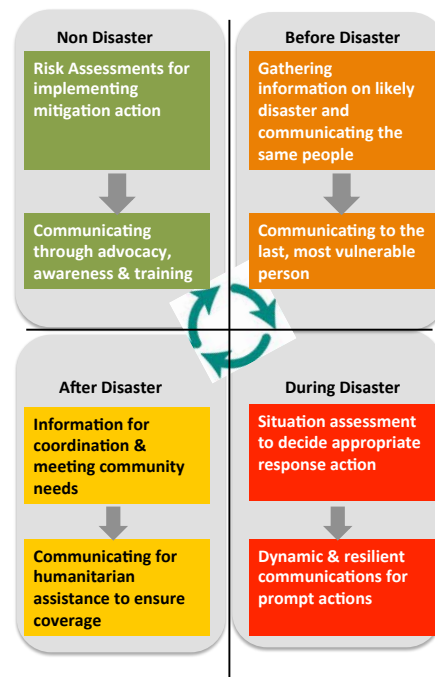 Non Disaster
Risk Assessments for
implementing
mitigation action
Communicating
through advocacy,
awareness & training
Before Disaster
Gathering
information on likely
disaster and
communicating the
same people
Communicating to the
last, most vulnerable
person
After Disaster
Information for
coordination &
meeting community
needs
Communicating for
humanitarian
assistance to ensure
coverage
During Disaster
Situation assessment
to decide appropriate
response action
Dynamic & resilient
communications for
prompt actions